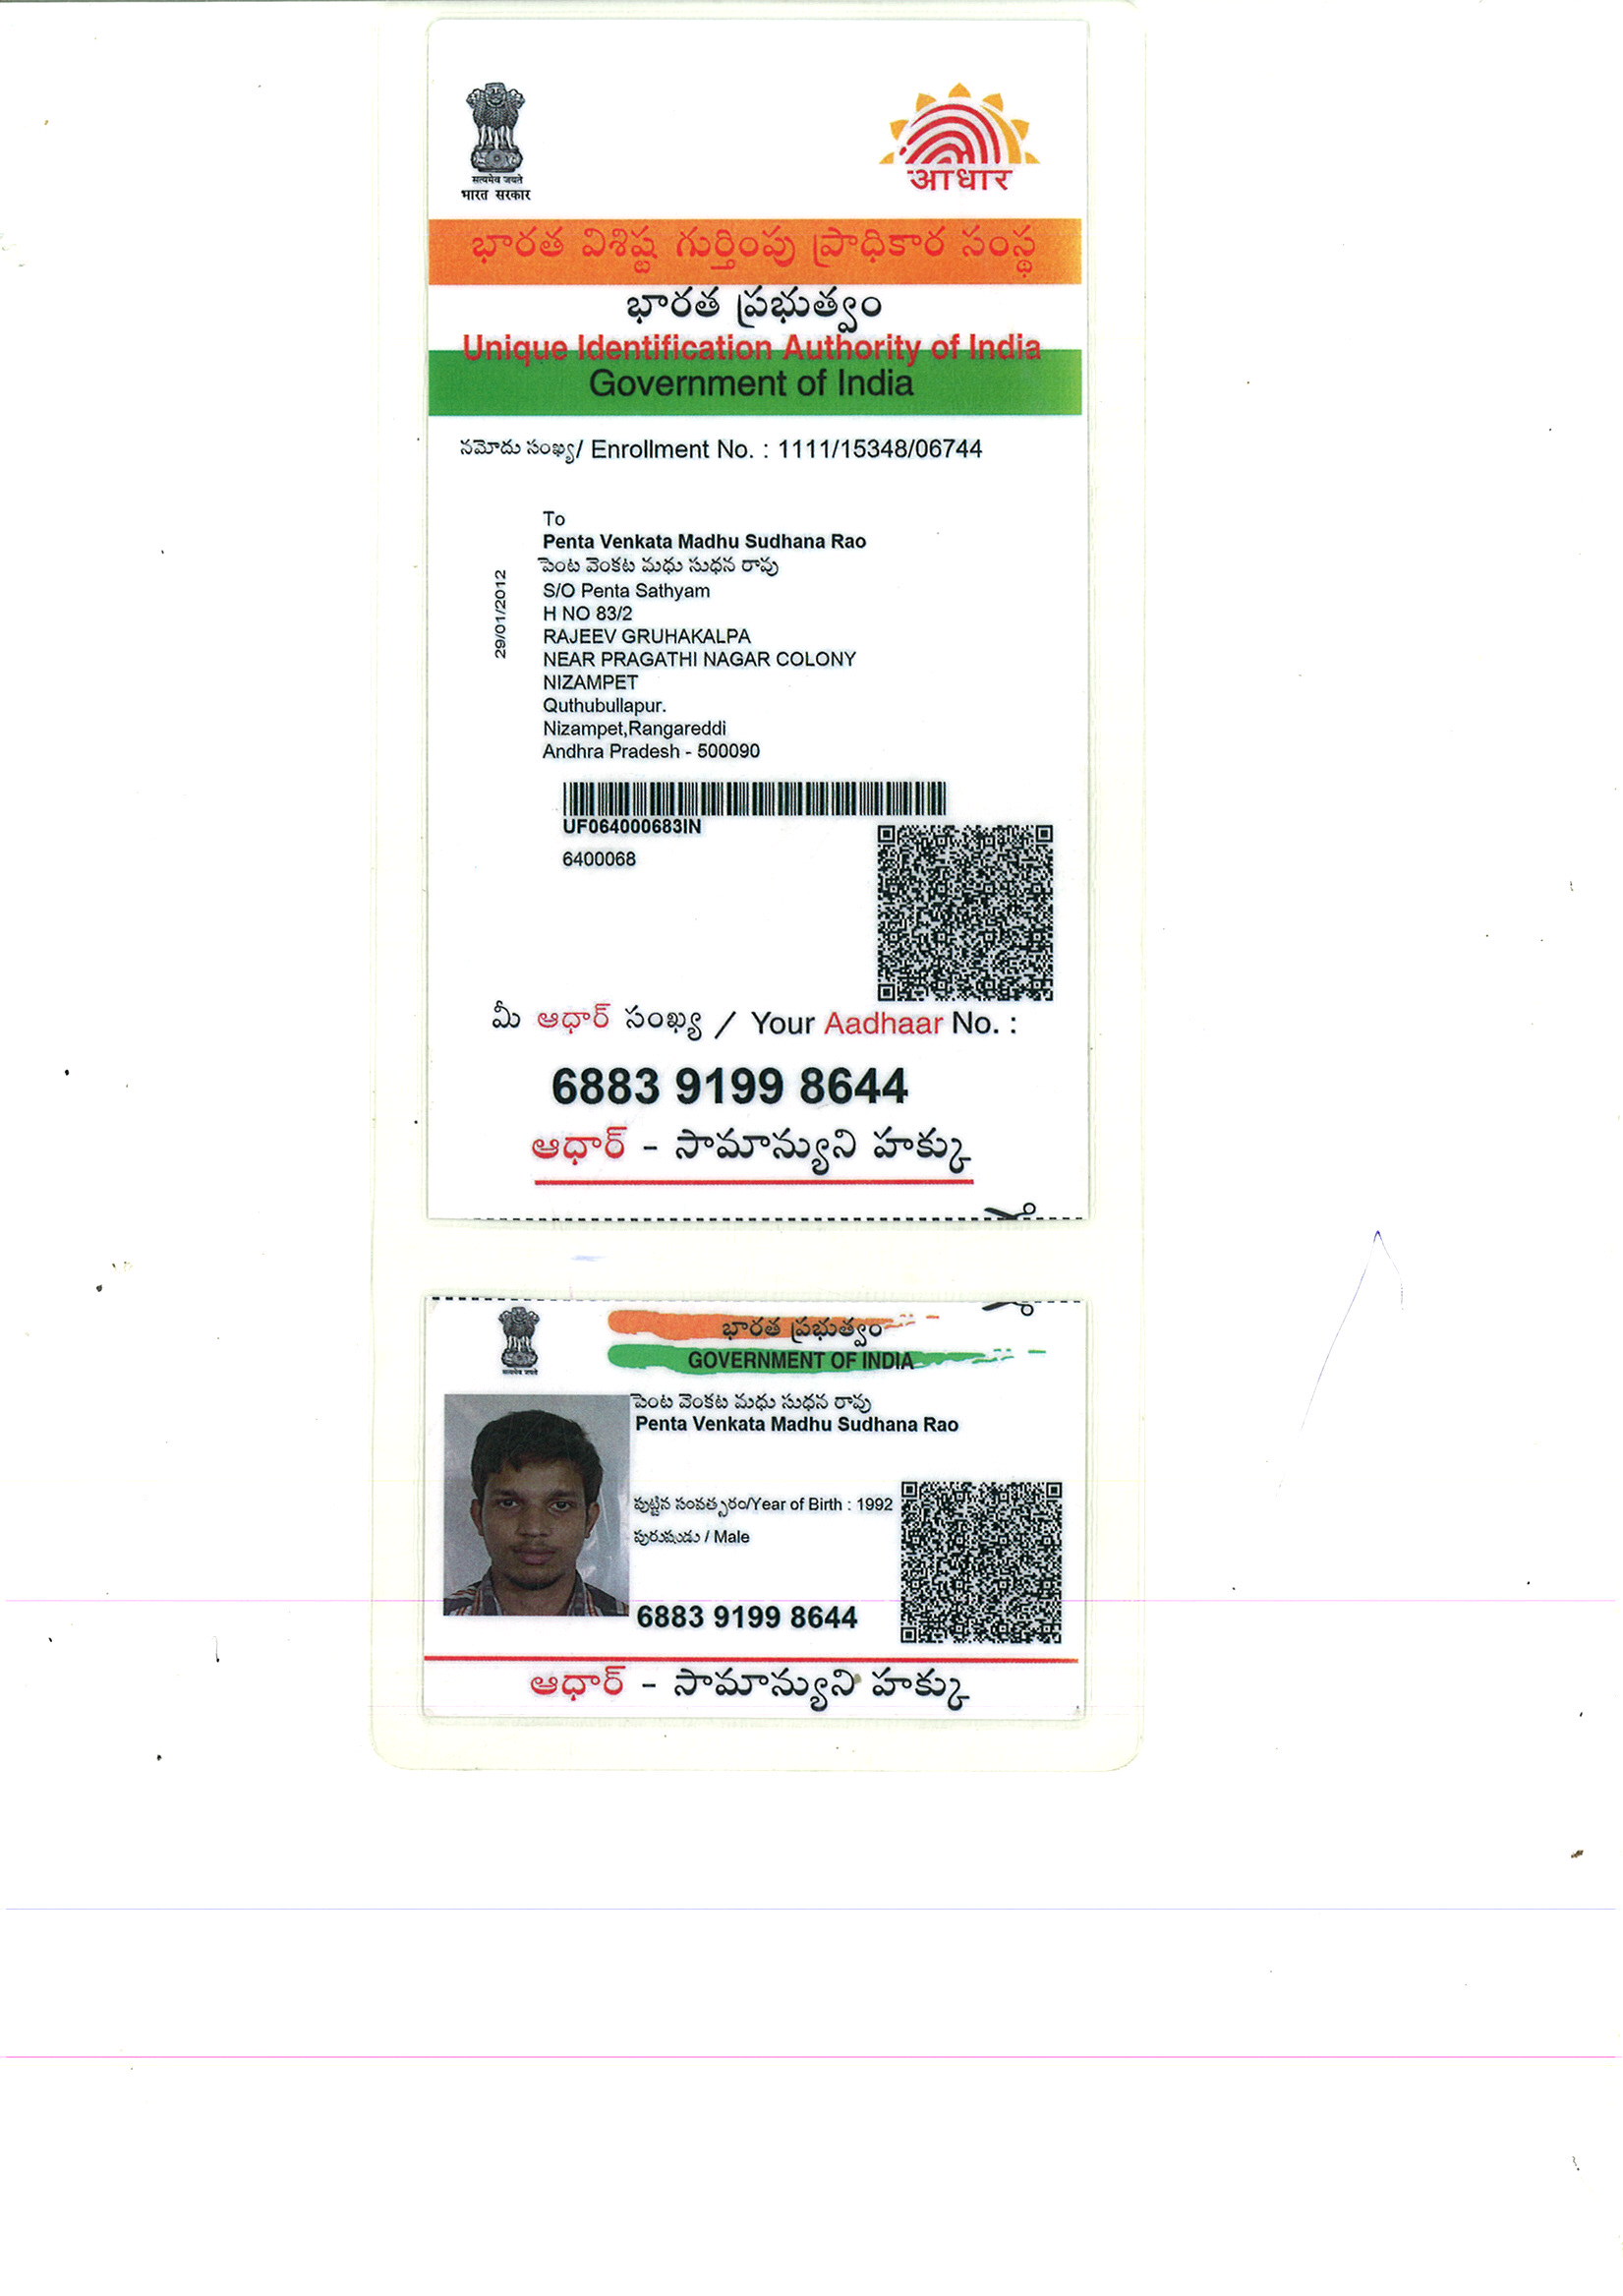 सत्यमेव जयते
भारत सरकार
आधार
భారత విశిష్ట గుర్తింపు ప్రాధికార సంస్థ
భారత ప్రభుత్వం
Unique Identification Authority of India
Government of India
నమోదు సంఖ్య/ Enrollment No. : 1111/15348/06744
29/01/2012
To
Penta Venkata Madhu Sudhana Rao
పెంట వెంకట మధు సుధన రావు
S/O Penta Sathyam
H NO 83/2
RAJEEV GRUHAKALPA
NEAR PRAGATHI NAGAR COLONY
NIZAMPET
Quthubullapur.
Nizampet,Rangareddi
Andhra Pradesh - 500090
UF064000683IN
6400068
మీ ఆధార్ సంఖ్య / Your Aadhaar No. :
6883 9199 8644
ఆధార్ - సామాన్యుని హక్కు
భారత ప్రభుత్వం
GOVERNMENT OF INDIA
सत्यमेव जयते
పెంట వెంకట మధు సుధన రావు
Penta Venkata Madhu Sudhana Rao
పుట్టిన సంవత్సరం/Year of Birth : 1992
పురుషుడు / Male
6883 9199 8644
ఆధార్ - సామాన్యుని హక్కు